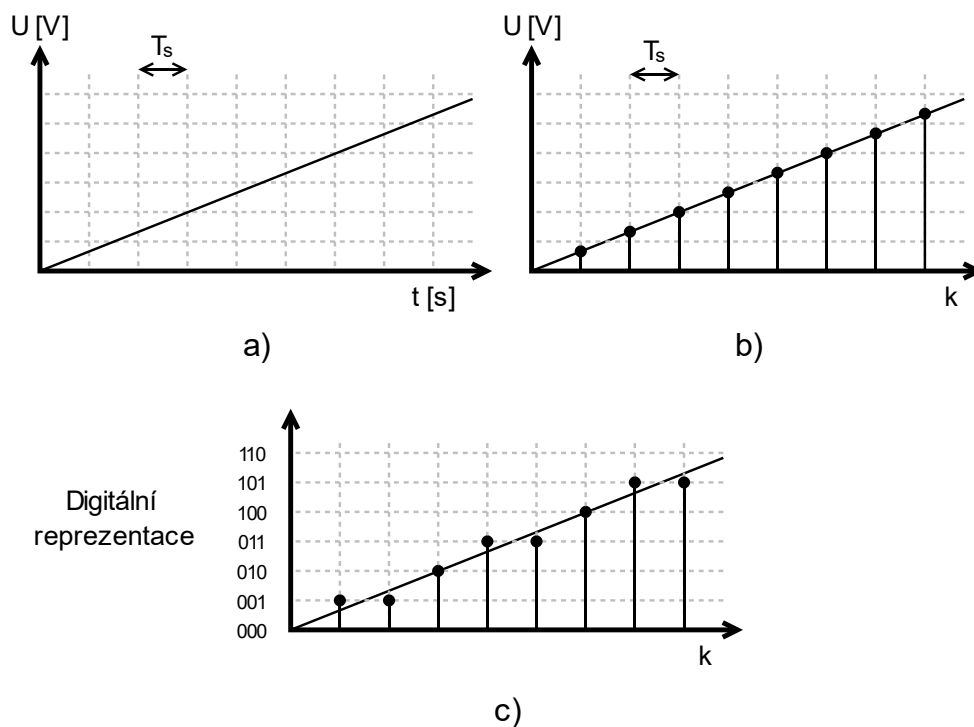 U [V]
Ts
t [s]
a)
U [V]
Ts
k
b)
Digitální
reprezentace
110
101
100
011
010
001
000
k
c)